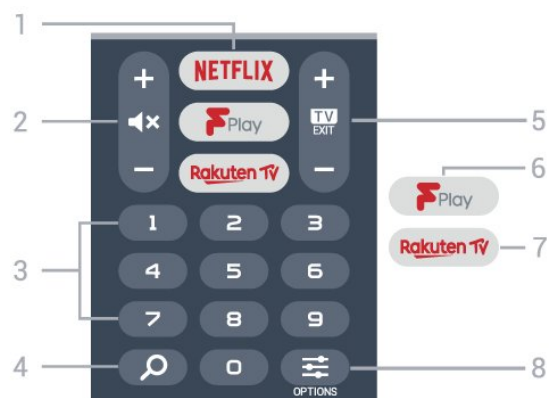 1
NETFLIX
+ +
2
F Play
TV
EXIT
5
− −
Rakuten TV
6
F Play
1 2 3
Rakuten TV
7
3
4 5 6
7 8 9
4
0
8
OPTIONS